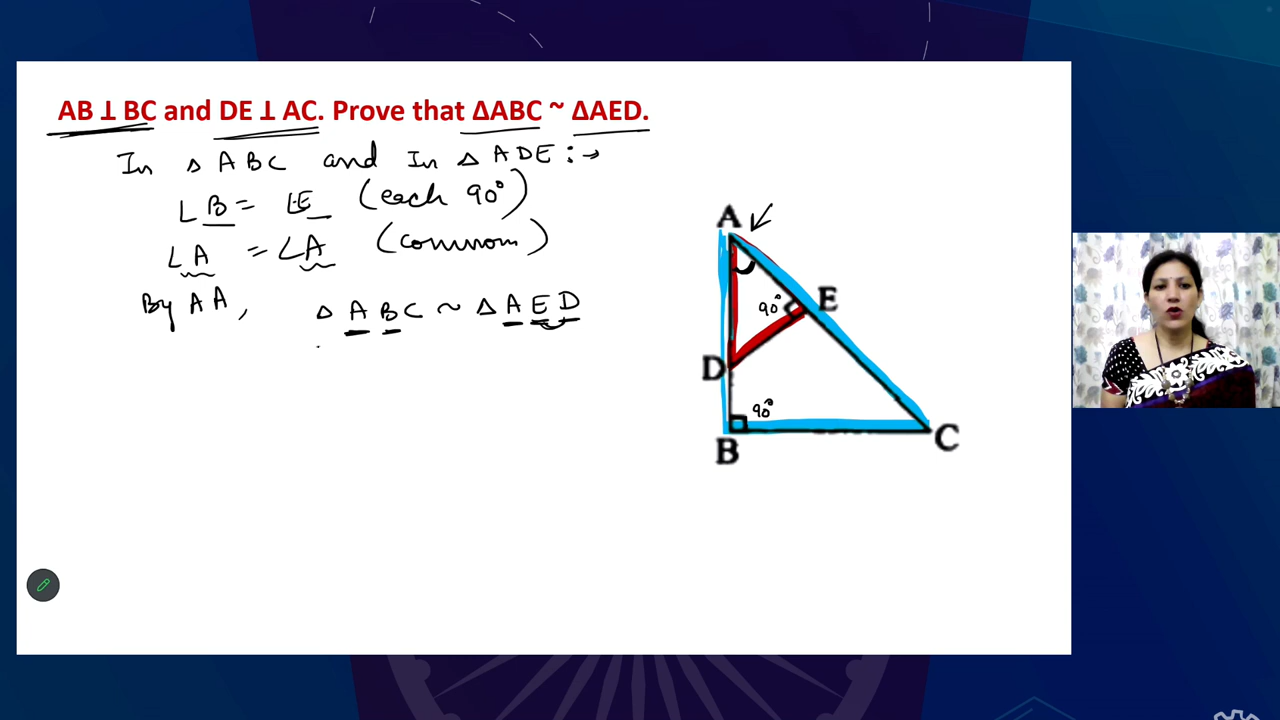 AB ⊥ BC and DE ⊥ AC. Prove that ΔABC ~ ΔAED.
In △ ABC and In △ ADE :→
∠B = ∠E (each 90°)
∠A = ∠A (common)
By AA, △ ABC ~ △ AED
A
E
90°
D
90°
B
C